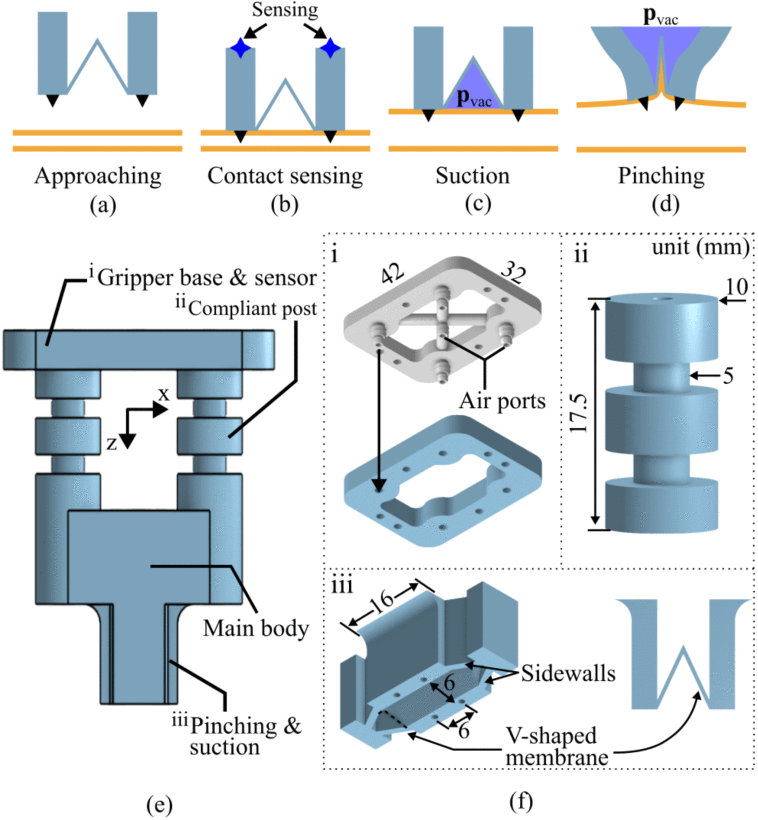 Sensing
p_vac
p_vac
Approaching
Contact sensing
Suction
Pinching
(a)
(b)
(c)
(d)
i Gripper base & sensor
ii Compliant post
x
z
Main body
iii Pinching &
suction
(e)
i
42
32
Air ports
ii
unit (mm)
10
5
17.5
iii
16
6
6
Sidewalls
V-shaped
membrane
(f)